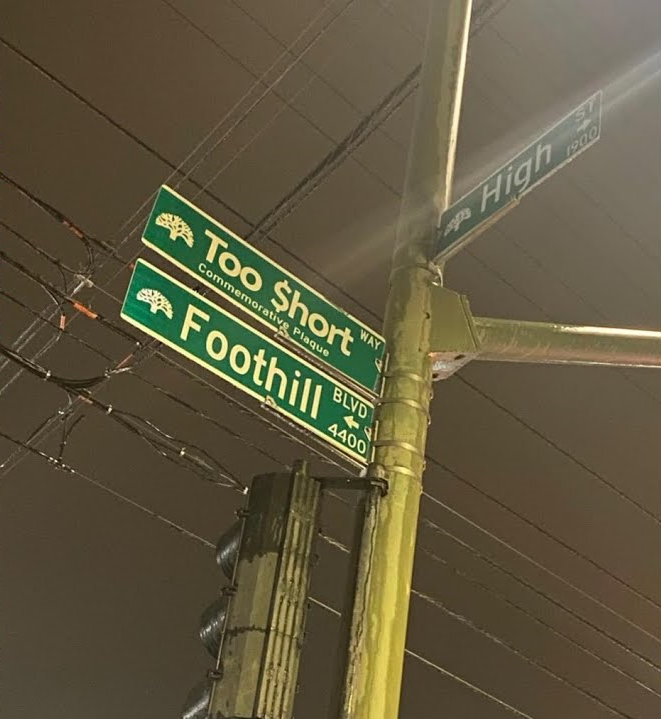 Too $hort WAY
Commemorative Plaque
Foothill BLVD
4400
High ST
1900